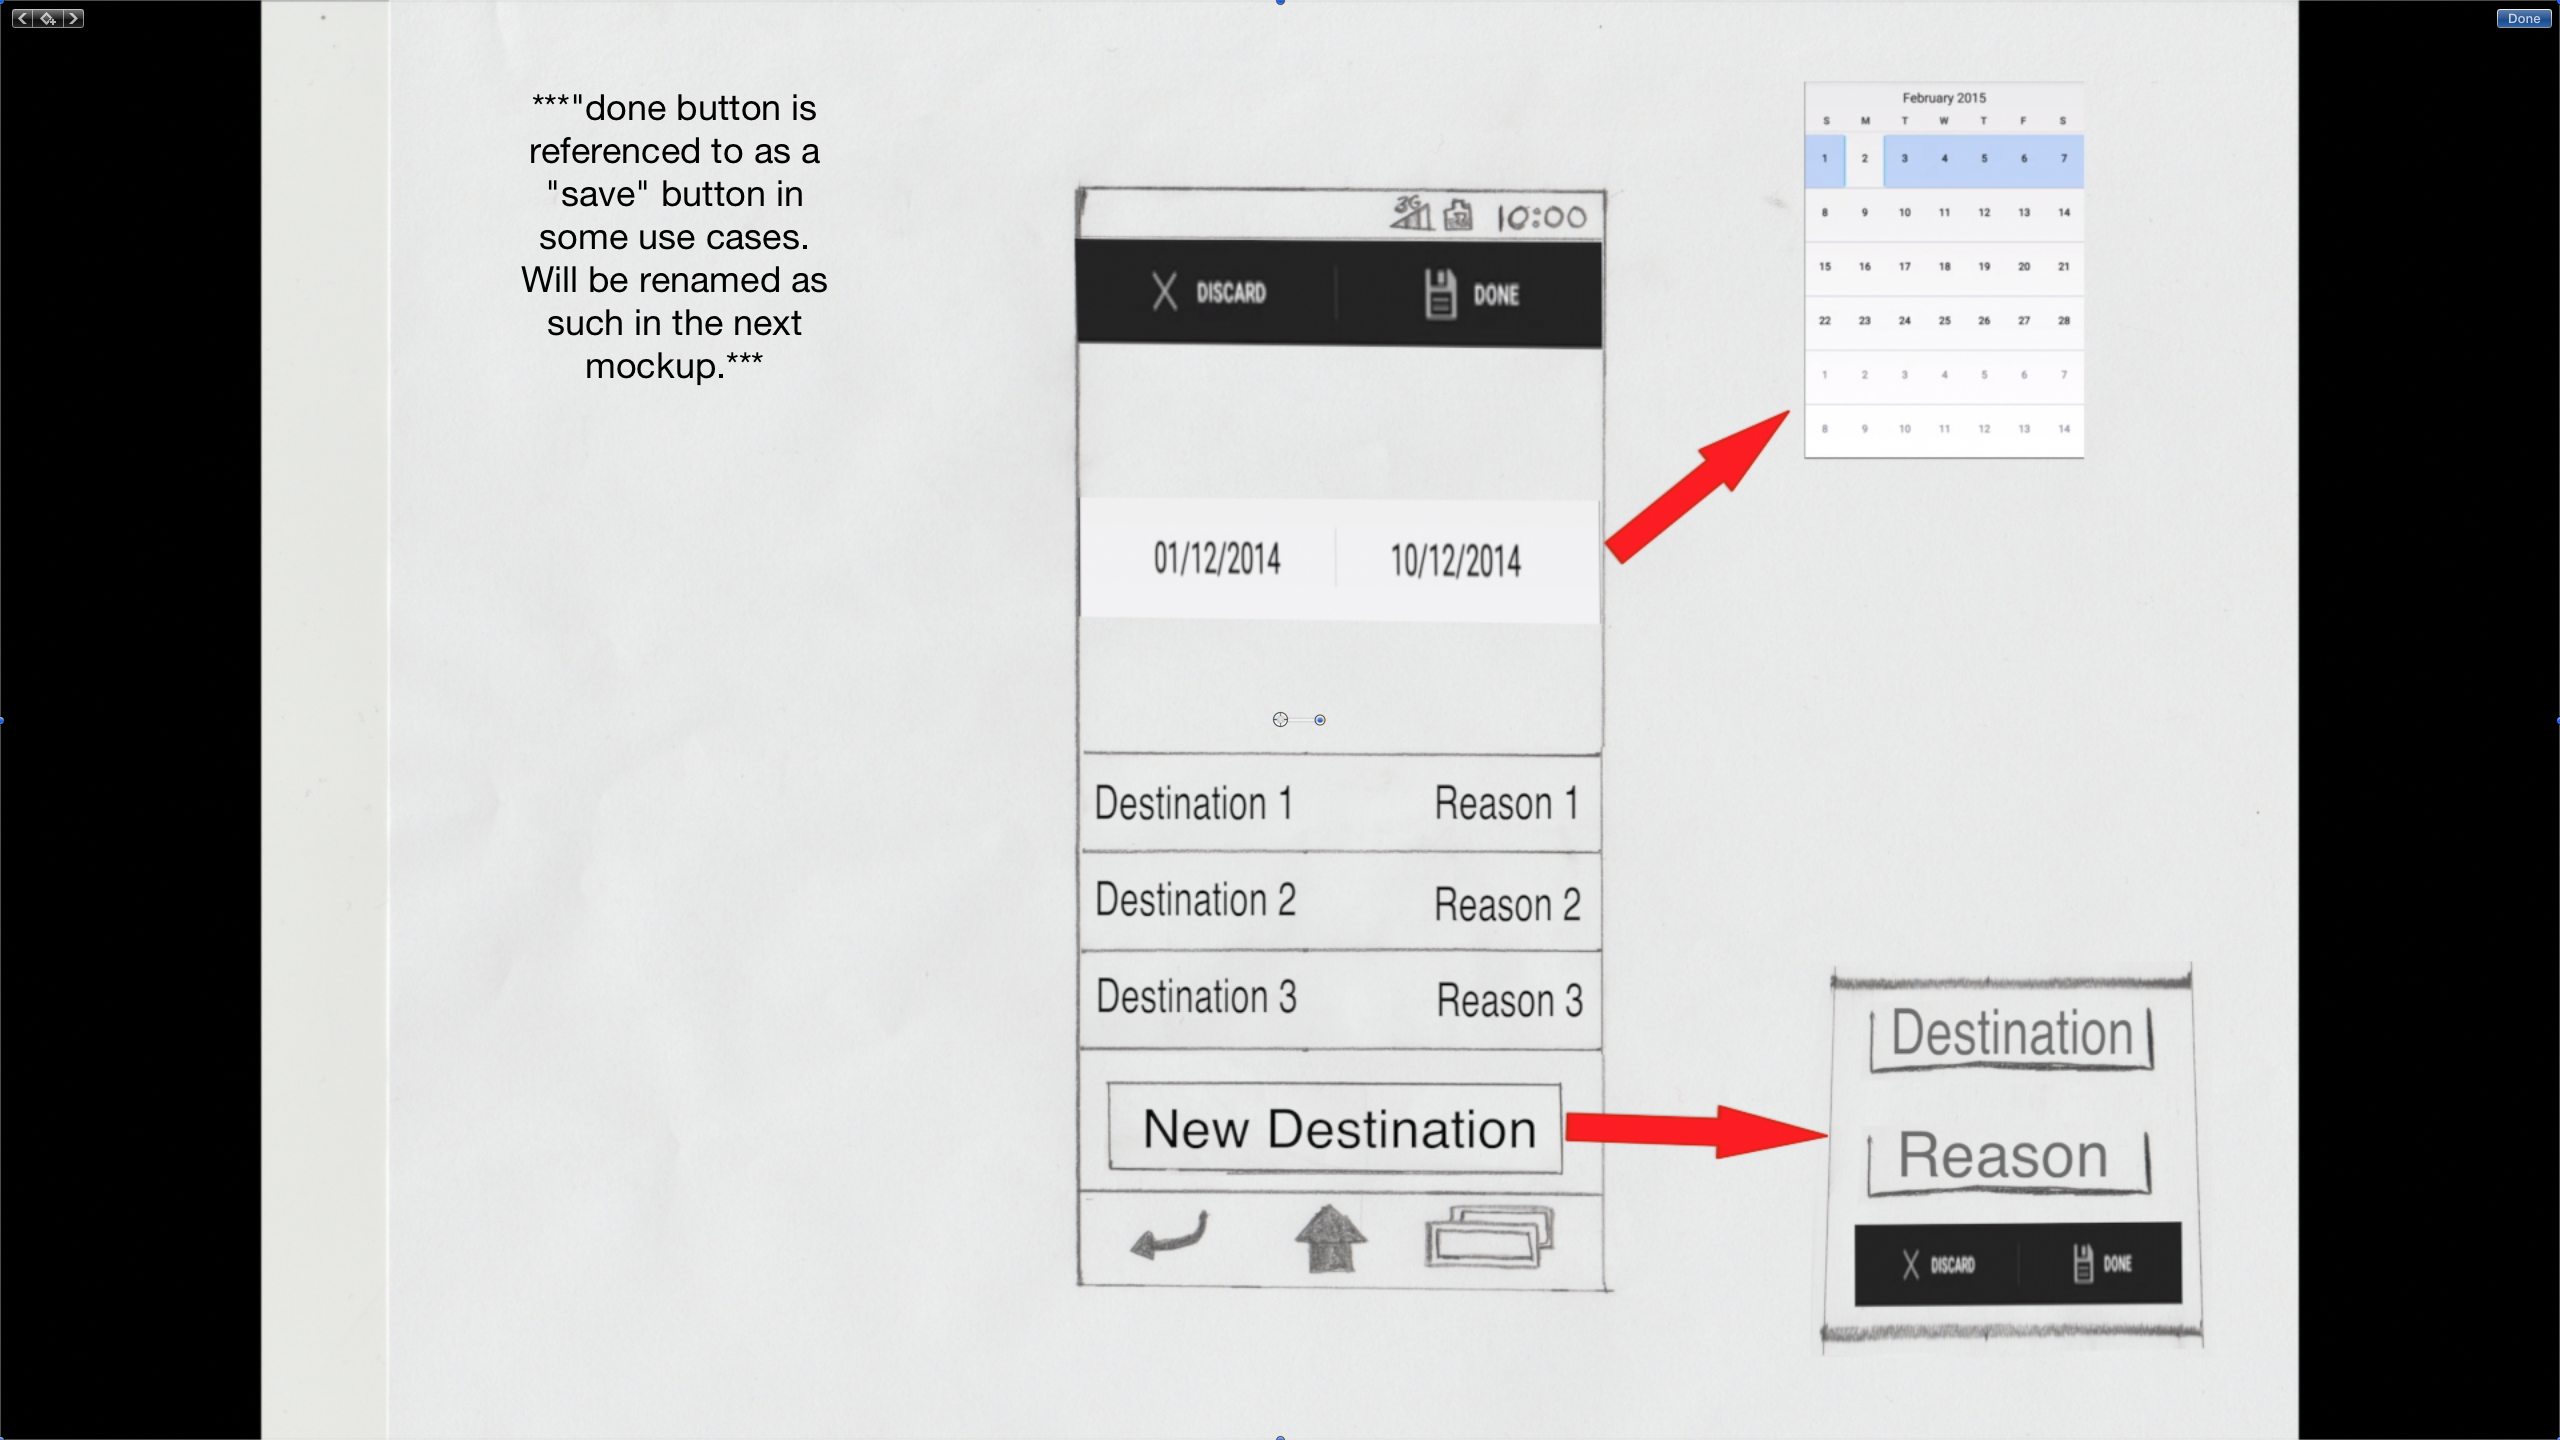 Done
***"done button is
referenced to as a
"save" button in
some use cases.
Will be renamed as
such in the next
mockup.***
3G 10:00
DISCARD DONE
01/12/2014 10/12/2014
Destination 1 Reason 1
Destination 2 Reason 2
Destination 3 Reason 3
New Destination
February 2015
S M T W T F S
1 2 3 4 5 6 7
8 9 10 11 12 13 14
15 16 17 18 19 20 21
22 23 24 25 26 27 28
1 2 3 4 5 6 7
8 9 10 11 12 13 14
Destination
Reason
DISCARD DONE